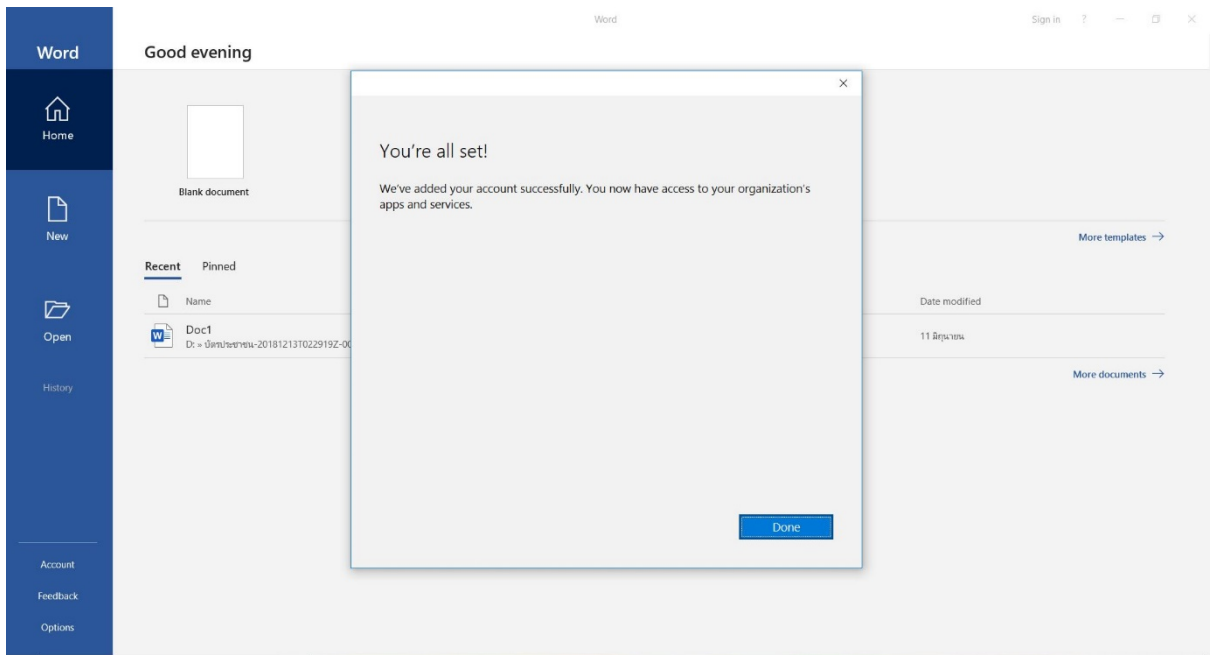 Word
Sign in ?
Word
Good evening
Home
Blank document
New
More templates
Recent Pinned
Name Date modified
Open
Doc1
D: » บัตรประชาชน-20181213T022919Z-00
11 มิถุนายน
More documents
History
You're all set!
We've added your account successfully. You now have access to your organization's
apps and services.
Done
Account
Feedback
Options